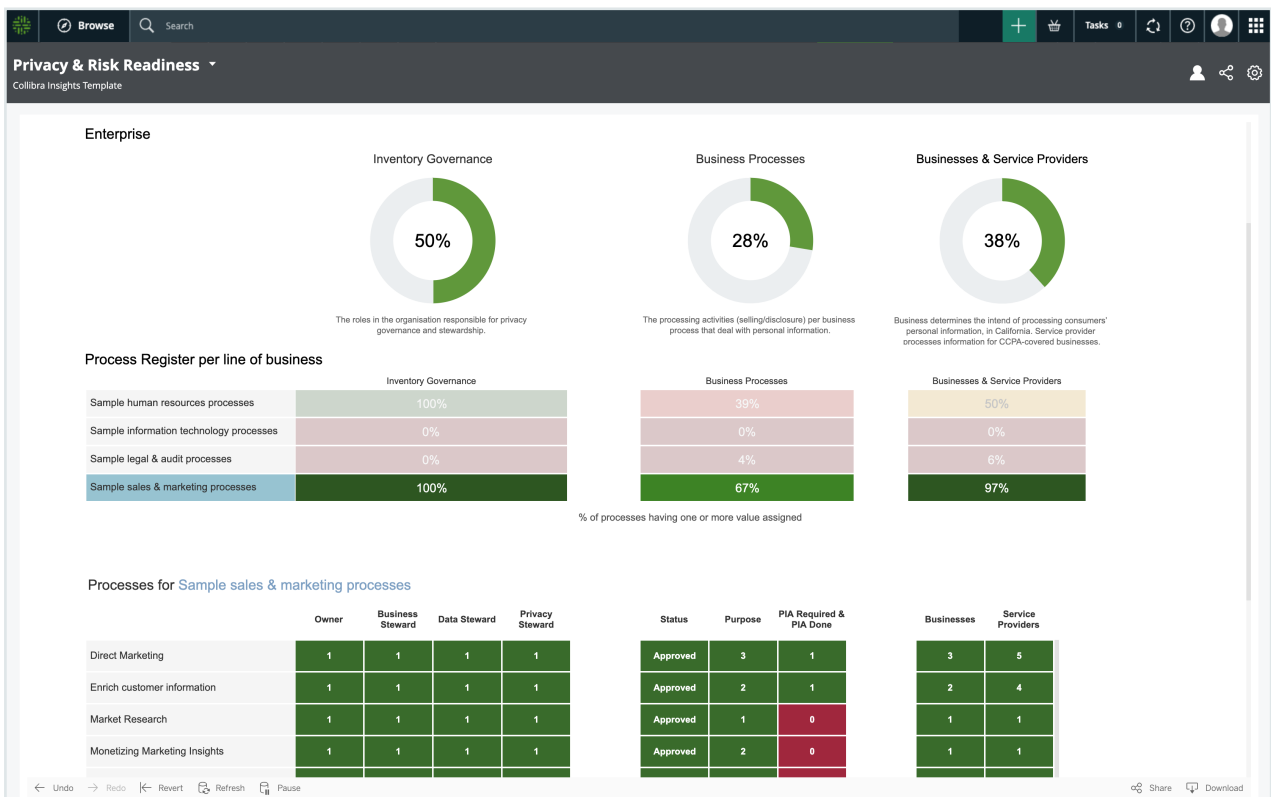 Browse
Search
Tasks 0
Privacy & Risk Readiness
Collibra Insights Template
Enterprise
Inventory Governance
Business Processes
Businesses & Service Providers
50%
28%
38%
The roles in the organisation responsible for privacy
governance and stewardship.
The processing activities (selling/disclosure) per business
process that deal with personal information.
Business determines the intend of processing consumers'
personal information, in California. Service provider
processes information for CCPA-covered businesses.
Process Register per line of business
Inventory Governance
Business Processes
Businesses & Service Providers
Sample human resources processes 100% 39% 50%
Sample information technology processes 0% 0% 0%
Sample legal & audit processes 0% 4% 6%
Sample sales & marketing processes 100% 67% 97%
% of processes having one or more value assigned
Processes for Sample sales & marketing processes
Owner
Business
Steward
Data Steward
Privacy
Steward
Status
Purpose
PIA Required &
PIA Done
Businesses
Service
Providers
Direct Marketing 1 1 1 1 Approved 3 1 3 5
Enrich customer information 1 1 1 1 Approved 2 1 2 4
Market Research 1 1 1 1 Approved 1 0 1 1
Monetizing Marketing Insights 1 1 1 1 Approved 2 0 1 1
Undo
Redo
Revert
Refresh
Pause
Share
Download